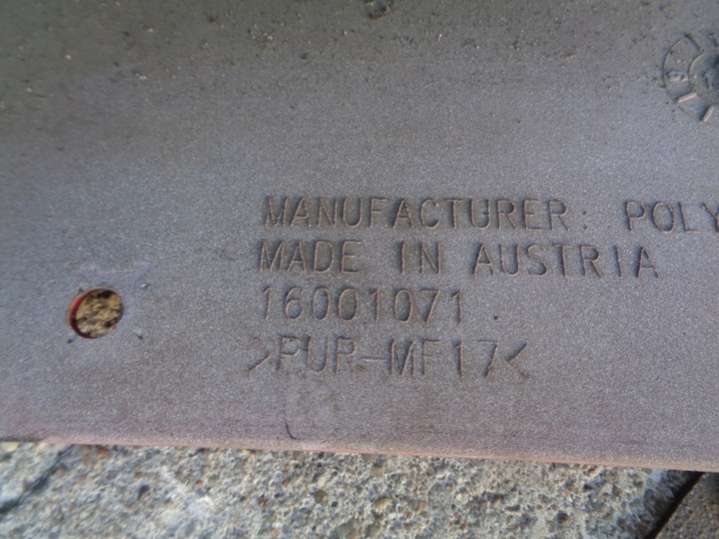 MANUFACTURER: POLY
MADE IN AUSTRIA
16001071
>PUR-MF17<